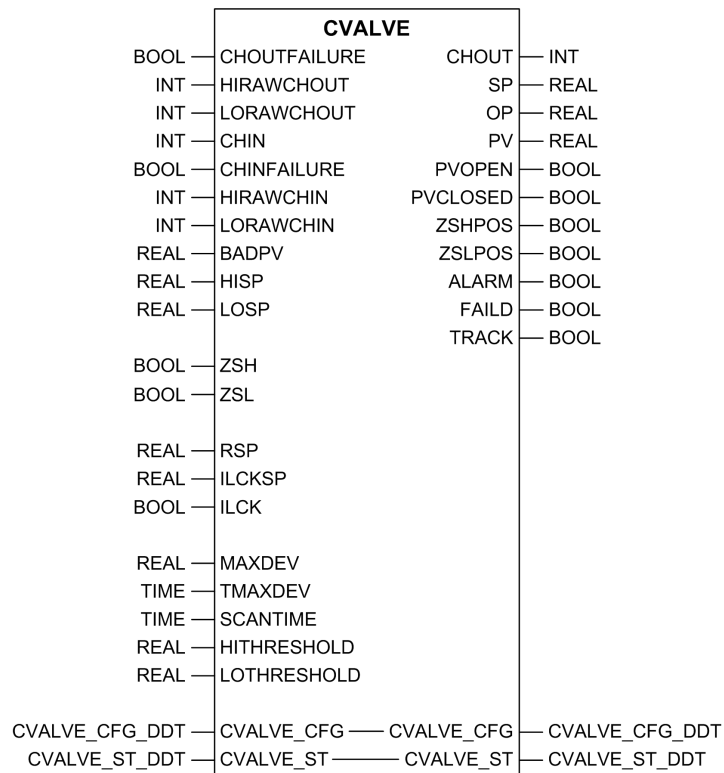 CVALVE
BOOL CHOUTFAILURE CHOUT INT
INT HIRAWCHOUT SP REAL
INT LORAWCHOUT OP REAL
INT CHIN PV REAL
BOOL CHINFAILURE PVOPEN BOOL
INT HIRAWCHIN PVCLOSED BOOL
INT LORAWCHIN ZSHPOS BOOL
REAL BADPV ZSLPOS BOOL
REAL HISP ALARM BOOL
REAL LOSP FAILD BOOL
TRACK BOOL
BOOL ZSH
BOOL ZSL
REAL RSP
REAL ILCKSP
BOOL ILCK
REAL MAXDEV
TIME TMAXDEV
TIME SCANTIME
REAL HITHRESHOLD
REAL LOTHRESHOLD
CVALVE_CFG_DDT CVALVE_CFG CVALVE_CFG CVALVE_CFG_DDT
CVALVE_ST_DDT CVALVE_ST CVALVE_ST CVALVE_ST_DDT